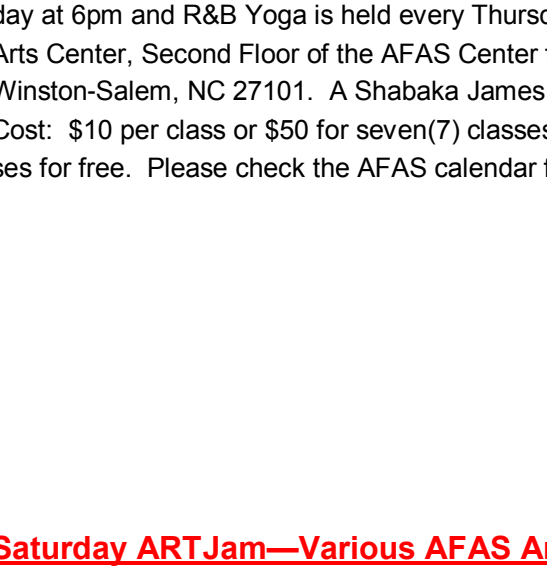 day at 6pm and R&B Yoga is held every Thursd
Arts Center, Second Floor of the AFAS Center
Winston-Salem, NC 27101.  A Shabaka James
Cost:  $10 per class or $50 for seven(7) classes
ses for free.  Please check the AFAS calendar f
Saturday ARTJam—Various AFAS Ar